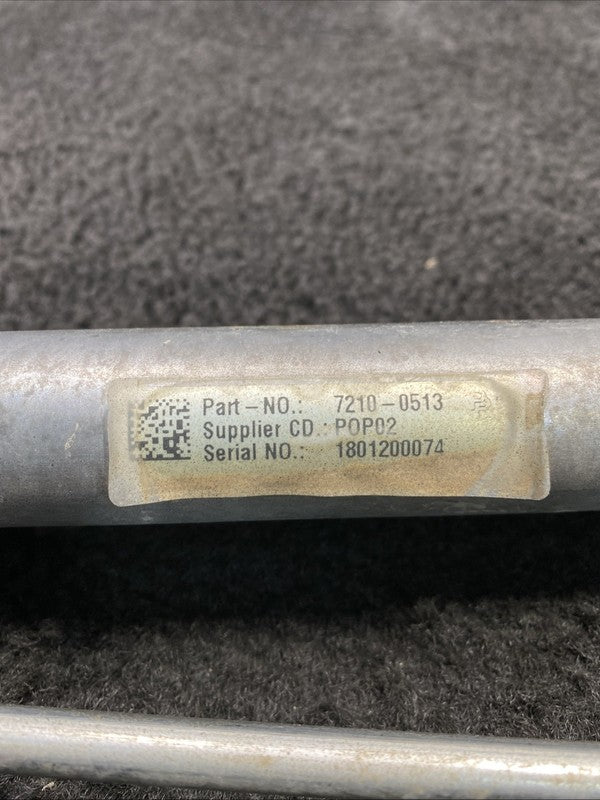 Part-NO.: 7210-0513
Supplier CD.: POP02
Serial NO.: 1801200074